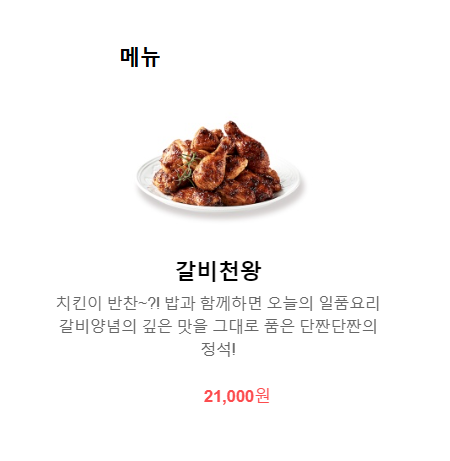 메뉴
갈비천왕
치킨이 반찬~?! 밥과 함께하면 오늘의 일품요리
갈비양념의 깊은 맛을 그대로 품은 단짠단짠의
정석!
21,000원